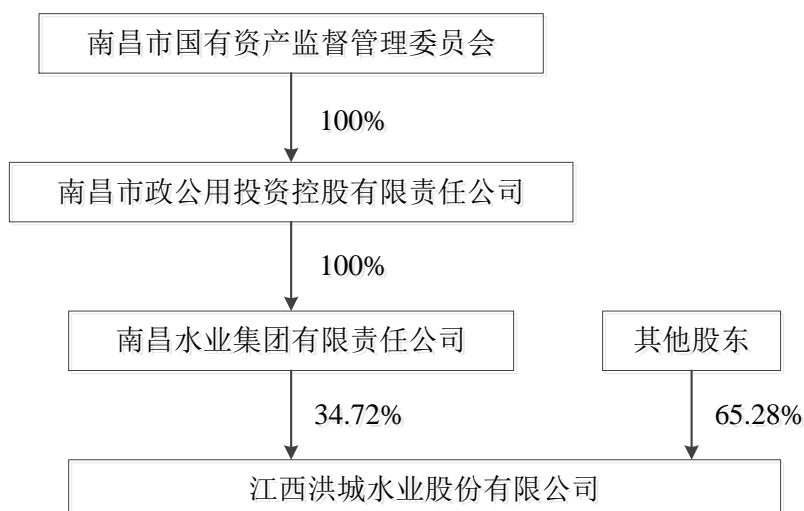 南昌市国有资产监督管理委员会
100%
南昌市政公用投资控股有限责任公司
100%
南昌水业集团有限责任公司
其他股东
34.72%
65.28%
江西洪城水业股份有限公司